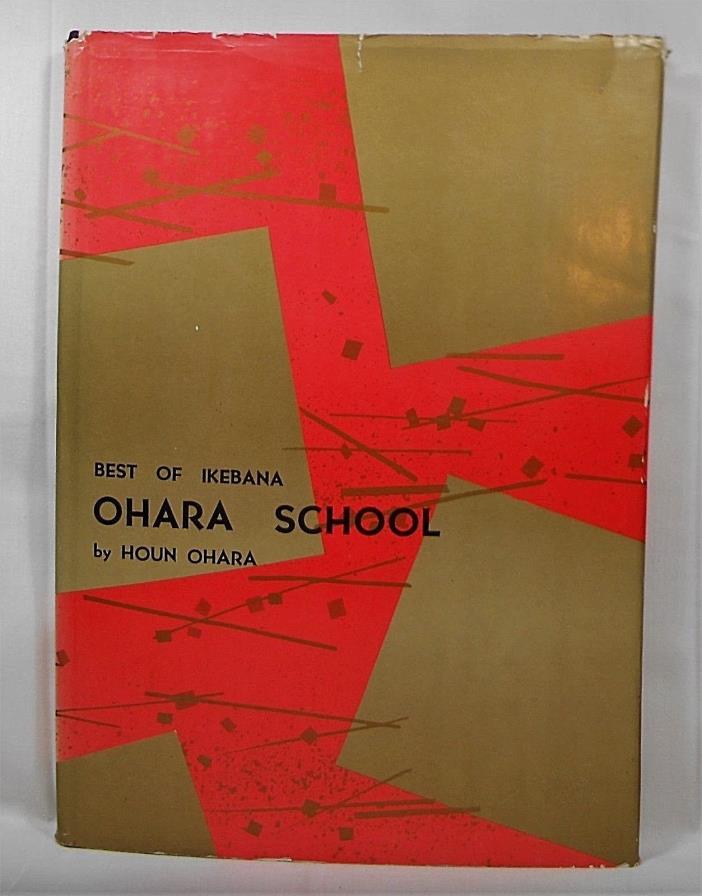 BEST OF IKEBANA
OHARA SCHOOL
by HOUN OHARA